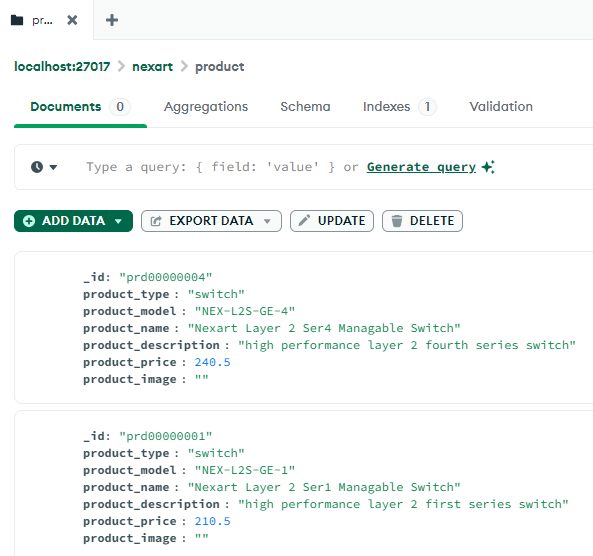 pr...
localhost:27017 > nexart > product
Documents 0 Aggregations Schema Indexes 1 Validation
Type a query: { field: 'value' } or Generate query
ADD DATA EXPORT DATA UPDATE DELETE
_id: "prd00000004"
product_type : "switch"
product_model : "NEX-L2S-GE-4"
product_name : "Nexart Layer 2 Ser4 Managable Switch"
product_description : "high performance layer 2 fourth series switch"
product_price : 240.5
product_image : ""
_id: "prd00000001"
product_type : "switch"
product_model : "NEX-L2S-GE-1"
product_name : "Nexart Layer 2 Ser1 Managable Switch"
product_description : "high performance layer 2 first series switch"
product_price : 210.5
product_image : ""